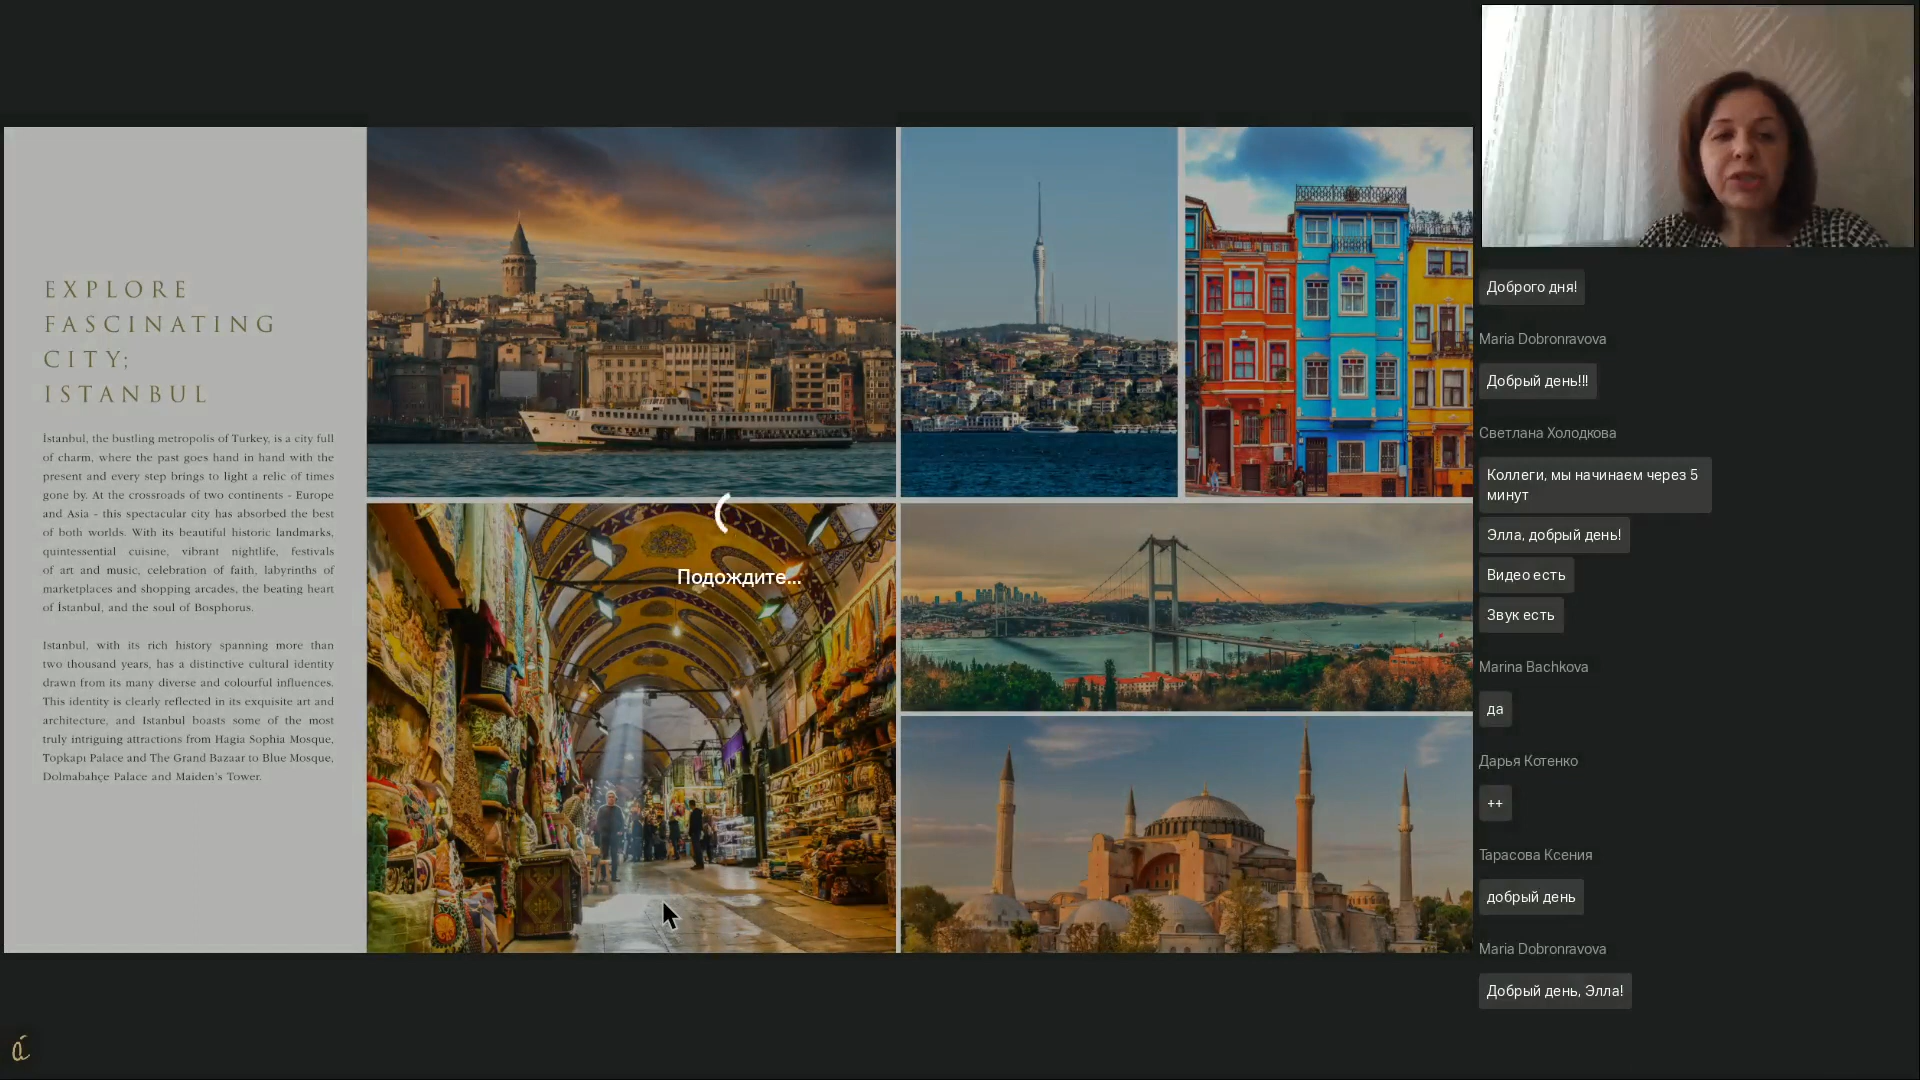 EXPLORE
FASCINATING
CITY;
ISTANBUL
İstanbul, the bustling metropolis of Turkey, is a city full
of charm, where the past goes hand in hand with the
present and every step brings to light a relic of times
gone by. At the crossroads of two continents - Europe
and Asia - this spectacular city has absorbed the best
of both worlds. With its beautiful historic landmarks,
quintessential cuisine, vibrant nightlife, festivals
of art and music, celebration of faith, labyrinths of
marketplaces and shopping arcades, the beating heart
of İstanbul, and the soul of Bosphorus.
Istanbul, with its rich history spanning more than
two thousand years, has a distinctive cultural identity
drawn from its many diverse and colourful influences.
This identity is clearly reflected in its exquisite art and
architecture, and Istanbul boasts some of the most
truly intriguing attractions from Hagia Sophia Mosque,
Topkapı Palace and The Grand Bazaar to Blue Mosque,
Dolmabahçe Palace and Maiden's Tower.
Подождите...
Доброго дня!
Maria Dobronravova
Добрый день!!!
Светлана Холодкова
Коллеги, мы начинаем через 5
минут
Элла, добрый день!
Видео есть
Звук есть
Marina Bachkova
да
Дарья Котенко
++
Тарасова Ксения
добрый день
Maria Dobronravova
Добрый день, Элла!
á